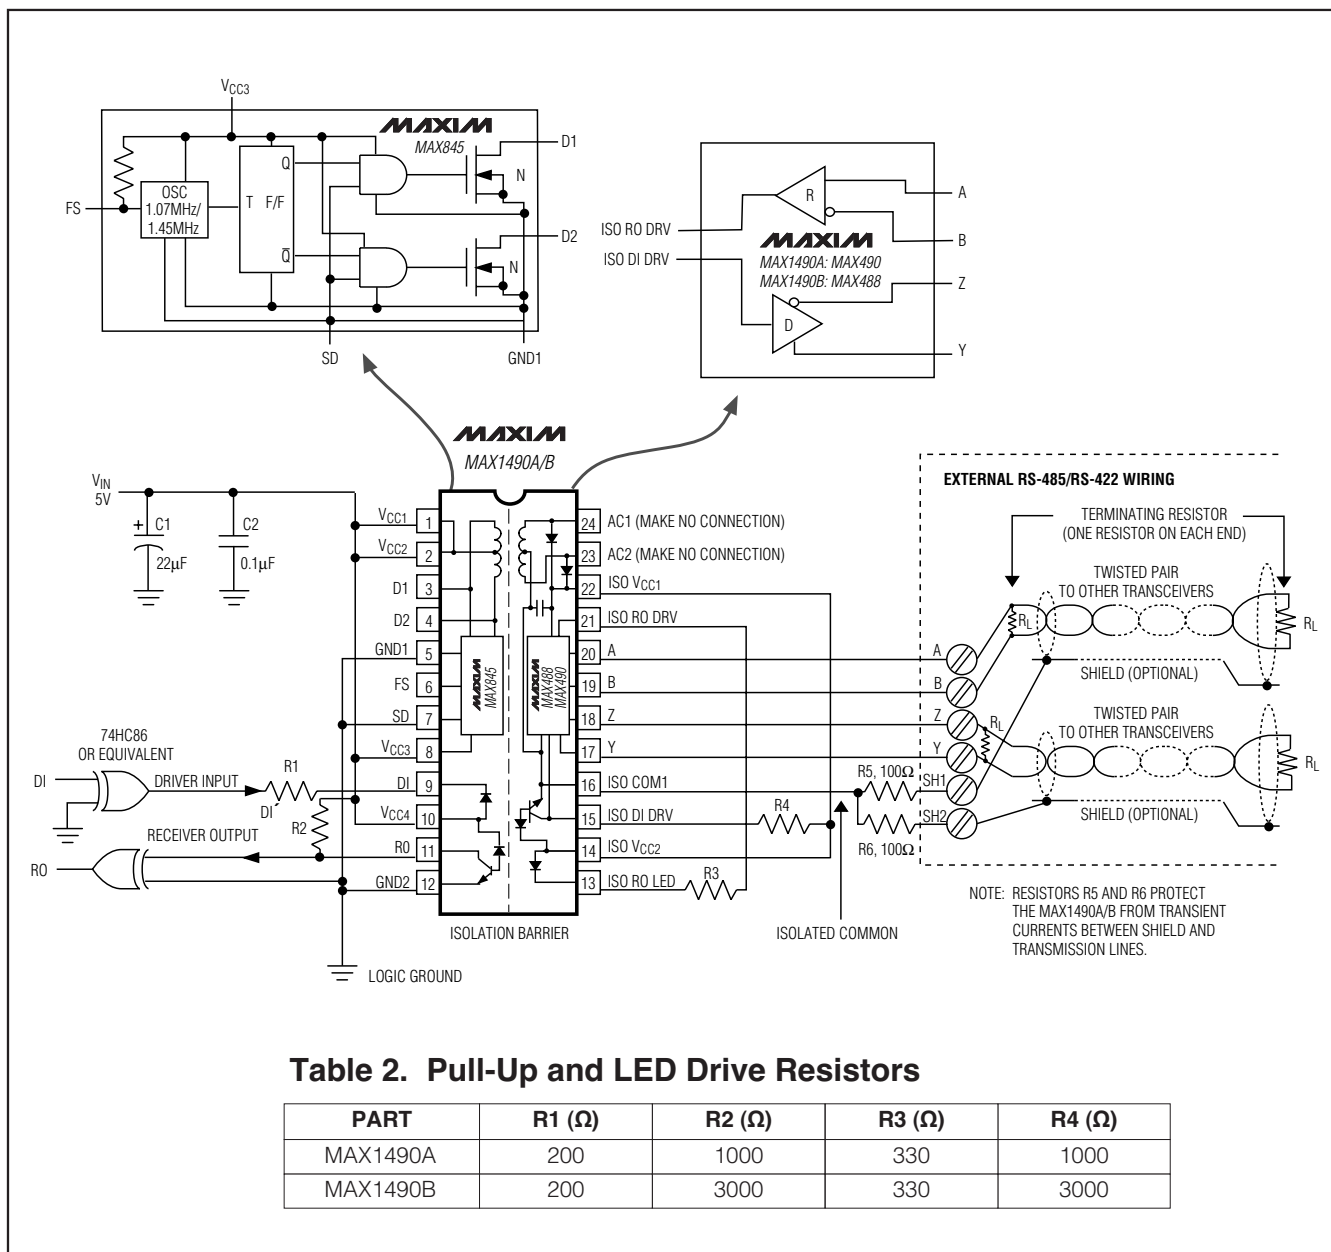 VCC3
MAXIM
MAX845
D1
Q
N
OSC
1.07MHz/
1.45MHz
T F/F
FS
D2
Q̅
N
SD
GND1
R
A
ISO RO DRV
B
MAXIM
ISO DI DRV
MAX1490A: MAX490
MAX1490B: MAX488
Z
D
Y
MAXIM
MAX1490A/B
VIN
5V
+ C1
22µF
C2
0.1µF
VCC1
1
VCC2
2
D1
3
D2
4
GND1
5
FS
6
SD
7
VCC3
8
DI
9
VCC4
10
RO
11
GND2
12
MAXIM
MAX845
MAXIM
MAX488
MAX490
24 AC1 (MAKE NO CONNECTION)
23 AC2 (MAKE NO CONNECTION)
22 ISO VCC1
21 ISO RO DRV
20 A
19 B
18 Z
17 Y
16 ISO COM1
15 ISO DI DRV
14 ISO VCC2
13 ISO RO LED
R3
R4
R5, 100Ω
R6, 100Ω
74HC86
OR EQUIVALENT
DI
DRIVER INPUT
R1
DI´
R2
RECEIVER OUTPUT
RO
ISOLATION BARRIER
ISOLATED COMMON
LOGIC GROUND
EXTERNAL RS-485/RS-422 WIRING
TERMINATING RESISTOR
(ONE RESISTOR ON EACH END)
TWISTED PAIR
TO OTHER TRANSCEIVERS
RL
RL
A
SHIELD (OPTIONAL)
B
Z
RL
TWISTED PAIR
TO OTHER TRANSCEIVERS
Y
RL
SH1
SHIELD (OPTIONAL)
SH2
NOTE: RESISTORS R5 AND R6 PROTECT
THE MAX1490A/B FROM TRANSIENT
CURRENTS BETWEEN SHIELD AND
TRANSMISSION LINES.
Table 2. Pull-Up and LED Drive Resistors
PART R1 (Ω) R2 (Ω) R3 (Ω) R4 (Ω)
MAX1490A 200 1000 330 1000
MAX1490B 200 3000 330 3000